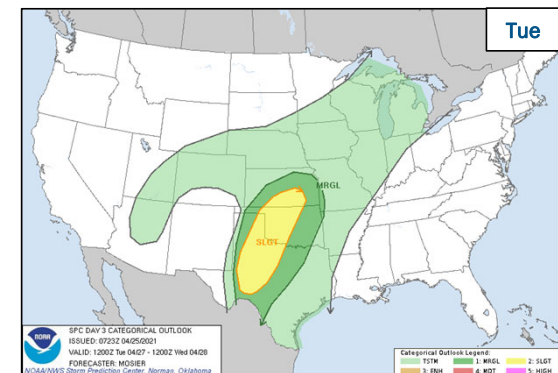 Tue
MRGL
SLGT
NOAA
SPC DAY 3 CATEGORICAL OUTLOOK
ISSUED: 0723Z 04/25/2021
VALID: 1200Z Tue 04/27 - 1200Z Wed 04/28
FORECASTER: MOSIER
NOAA/NWS Storm Prediction Center, Norman, Oklahoma
Categorical Outlook Legend:
TSTM 1: MRGL 2: SLGT
3: ENH 4: MDT 5: HIGH